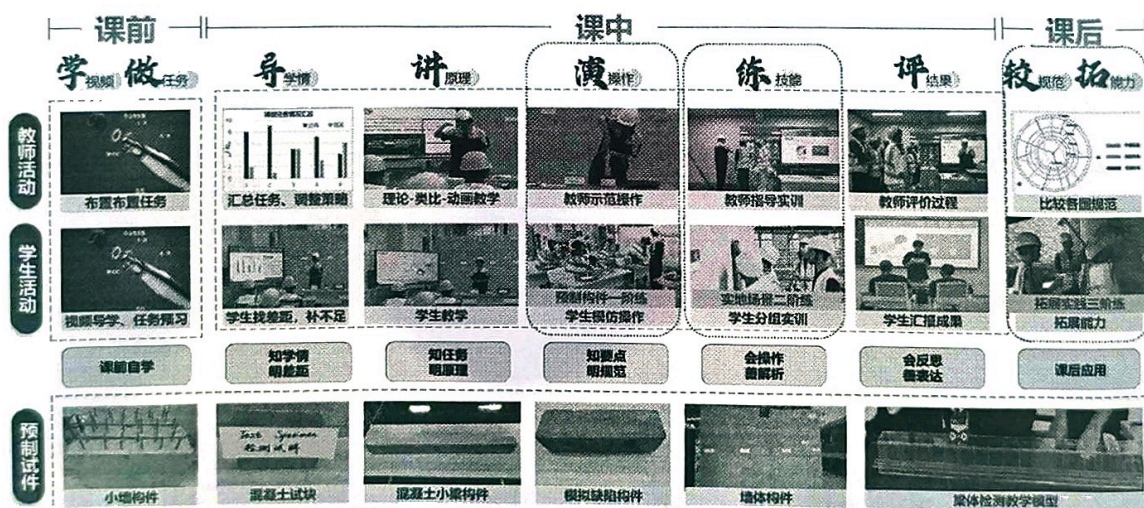 课前
课中
课后
学视频 做任务
导学情
讲原理
演操作
练技能
评结果
较规范 拓能力
教师活动
布置布置任务
汇总任务、调整策略
理论-类比-动画教学
教师示范操作
教师指导实训
教师评价过程
比较各国规范
学生活动
视频导学、任务预习
学生找差距，补不足
学生教学
预制构件一阶练
学生模仿操作
实地场景二阶练
学生分组实训
学生汇报成果
拓展实践三阶练
拓展能力
课前自学
知学情
明差距
知任务
明原理
知要点
明规范
会操作
善解析
会反思
善表达
课后应用
预制试件
Test Specimen
检测试件
小墙构件
混凝土试块
混凝土小梁构件
模拟缺陷构件
墙体构件
梁体检测教学模型